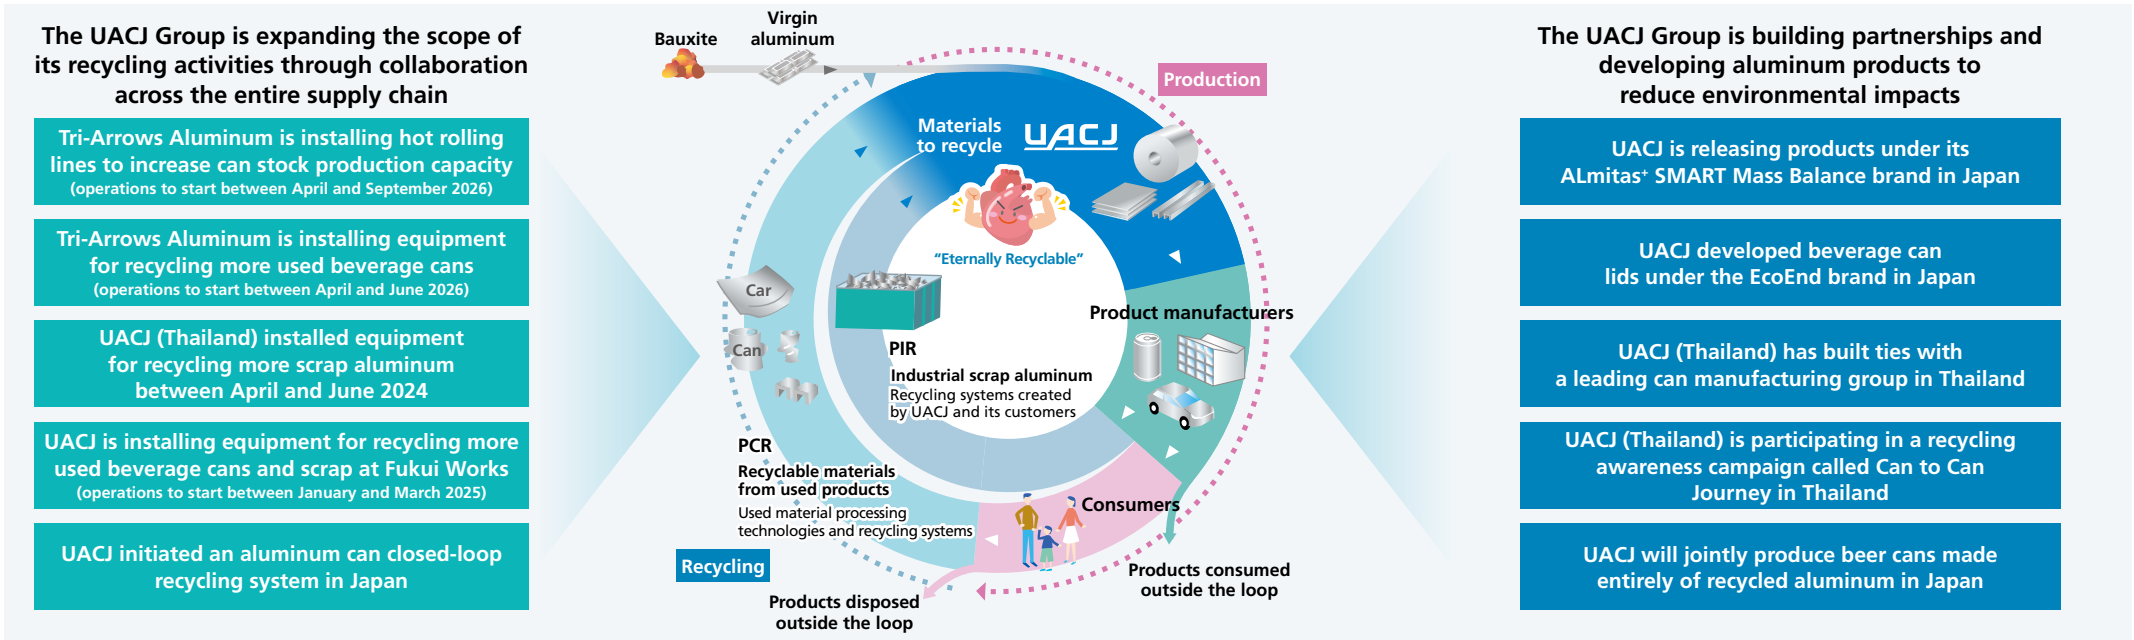 The UACJ Group is expanding the scope of
its recycling activities through collaboration
across the entire supply chain
Tri-Arrows Aluminum is installing hot rolling
lines to increase can stock production capacity
(operations to start between April and September 2026)
Tri-Arrows Aluminum is installing equipment
for recycling more used beverage cans
(operations to start between April and June 2026)
UACJ (Thailand) installed equipment
for recycling more scrap aluminum
between April and June 2024
UACJ is installing equipment for recycling more
used beverage cans and scrap at Fukui Works
(operations to start between January and March 2025)
UACJ initiated an aluminum can closed-loop
recycling system in Japan
Bauxite
Virgin
aluminum
Production
Materials
to recycle
UACJ
“Eternally Recyclable”
Car
Can
Product manufacturers
PIR
Industrial scrap aluminum
Recycling systems created
by UACJ and its customers
PCR
Recyclable materials
from used products
Used material processing
technologies and recycling systems
Consumers
Recycling
Products consumed
outside the loop
Products disposed
outside the loop
The UACJ Group is building partnerships and
developing aluminum products to
reduce environmental impacts
UACJ is releasing products under its
ALmitas⁺ SMART Mass Balance brand in Japan
UACJ developed beverage can
lids under the EcoEnd brand in Japan
UACJ (Thailand) has built ties with
a leading can manufacturing group in Thailand
UACJ (Thailand) is participating in a recycling
awareness campaign called Can to Can
Journey in Thailand
UACJ will jointly produce beer cans made
entirely of recycled aluminum in Japan